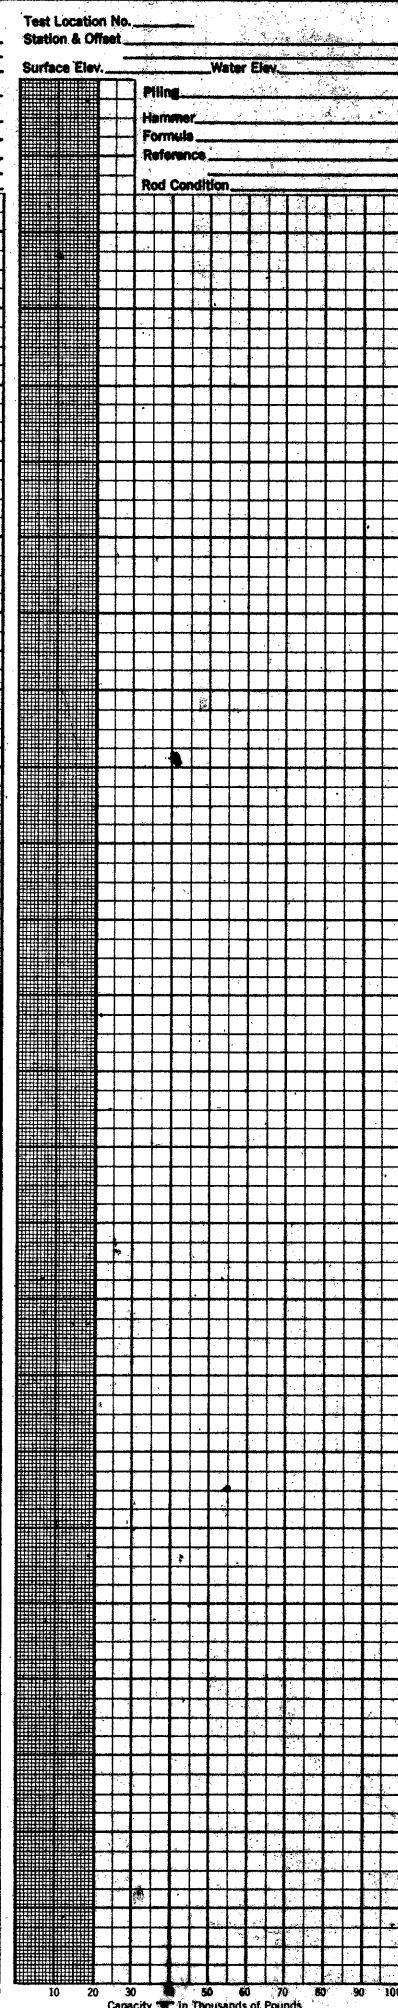 Test Location No.
Station & Offset
Surface Elev. Water Elev.
Piling
Hammer
Formula
Reference
Rod Condition
10 20 30 50 60 70 80 90 100
Capacity In Thousands of Pounds